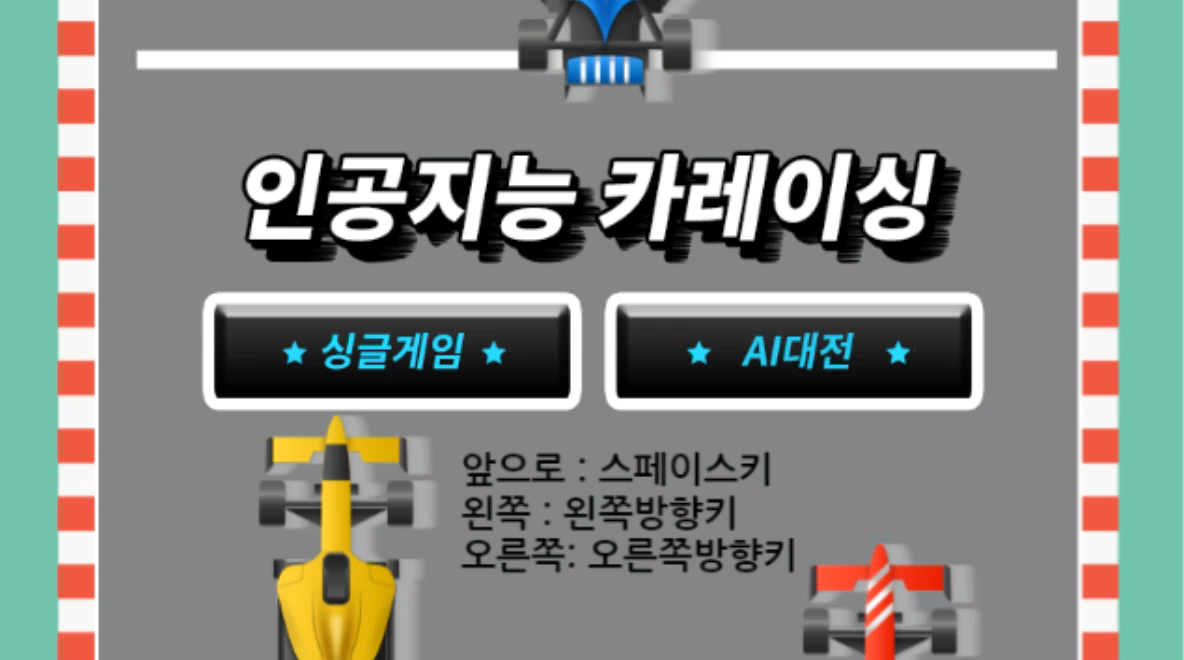 인공지능 카레이싱
★ 싱글게임 ★
★ AI대전 ★
앞으로 : 스페이스키
왼쪽 : 왼쪽방향키
오른쪽: 오른쪽방향키